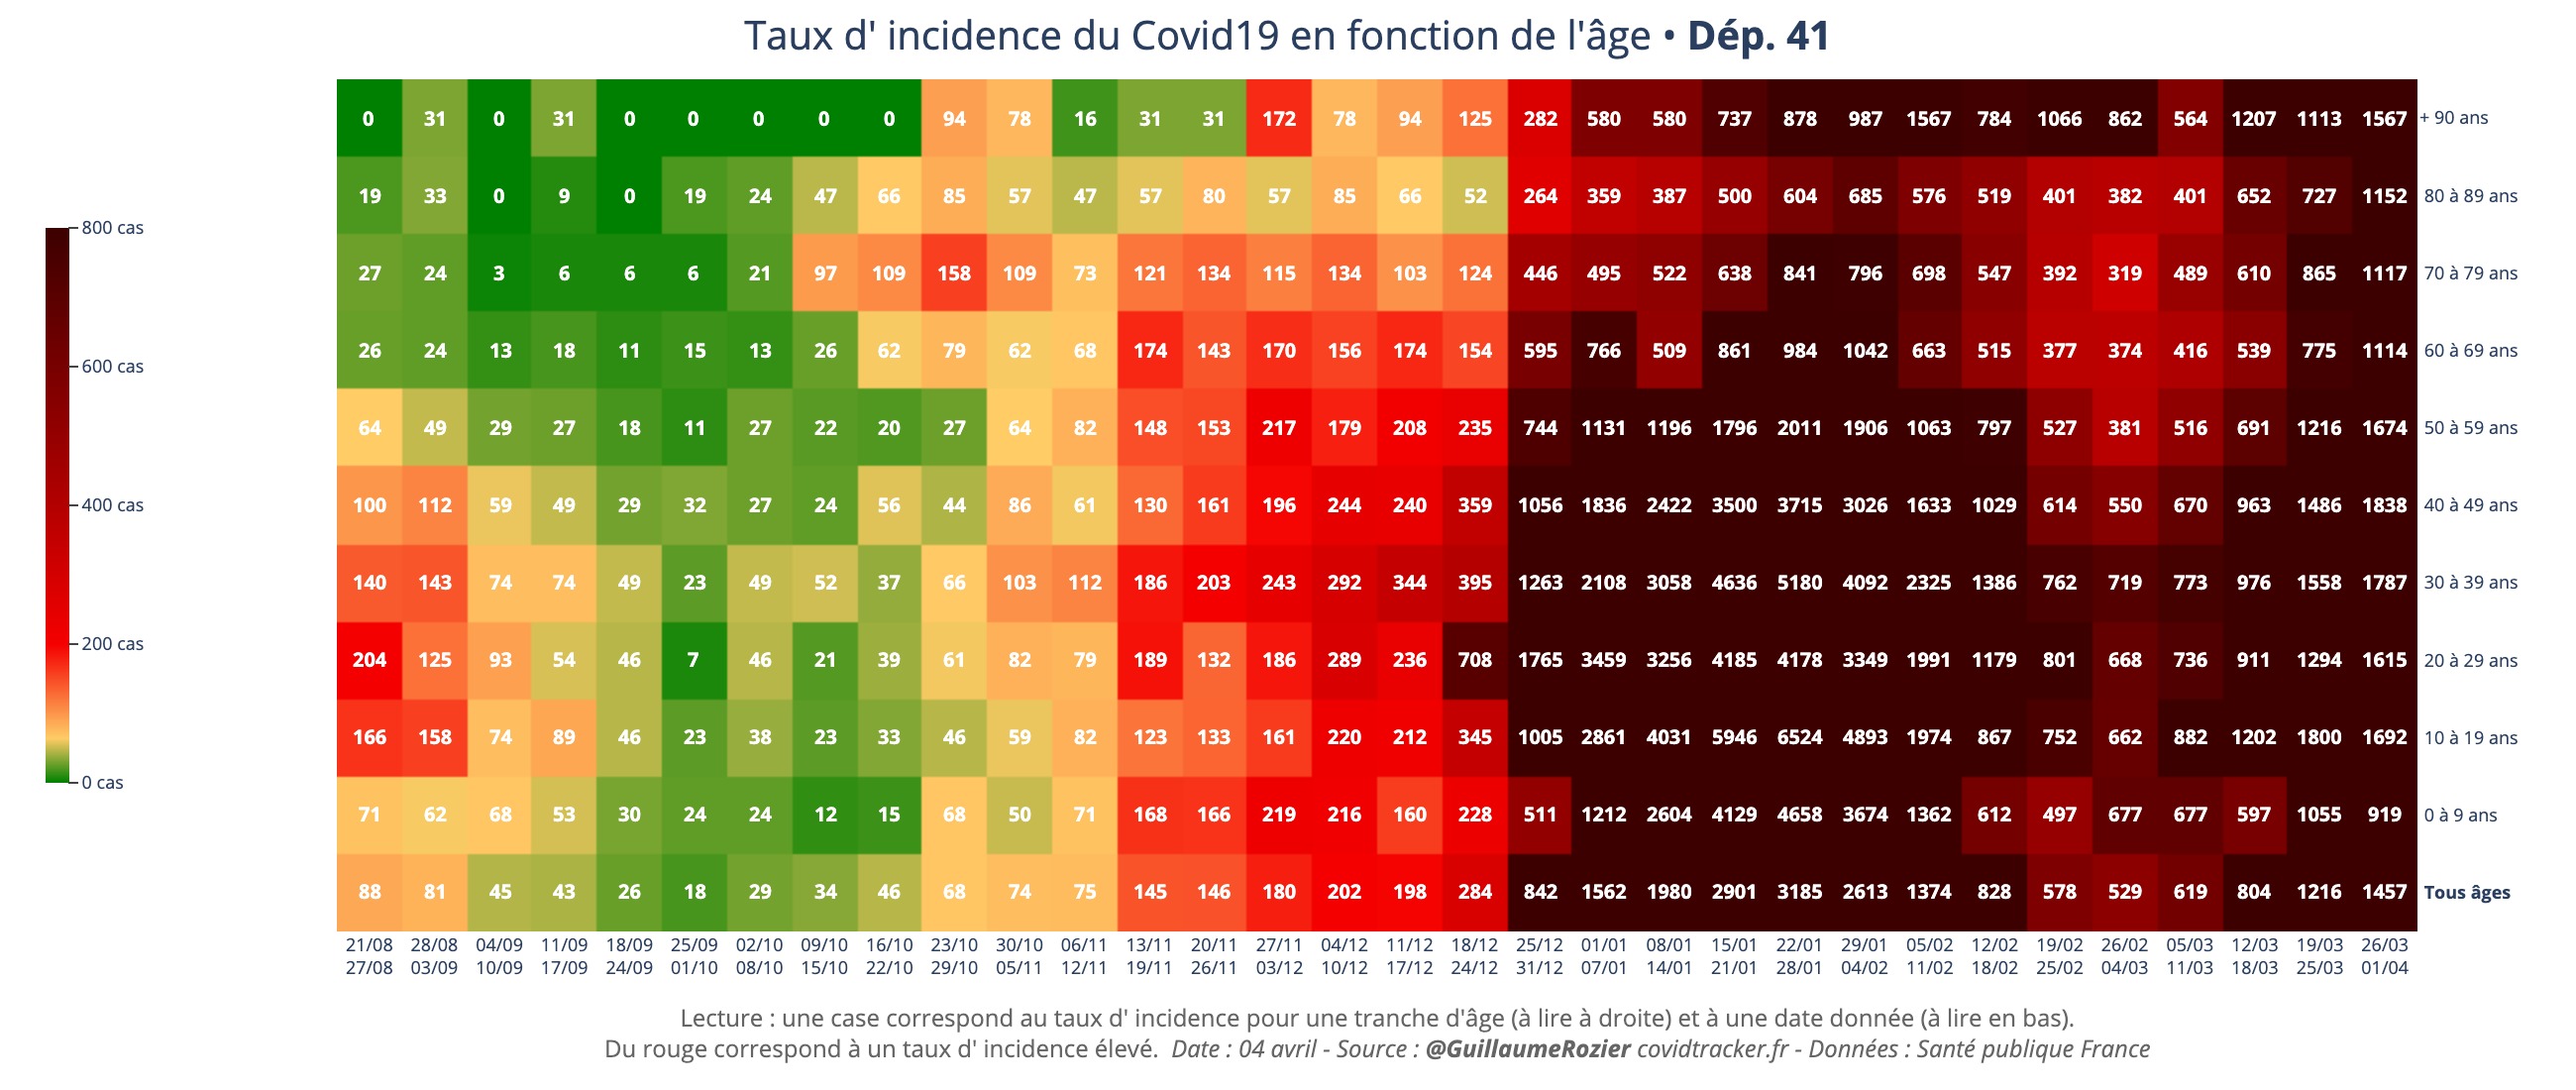 Taux d' incidence du Covid19 en fonction de l'âge • Dép. 41
800 cas
600 cas
400 cas
200 cas
0 cas
0 31 0 31 0 0 0 0 0 94 78 16 31 31 172 78 94 125 282 580 580 737 878 987 1567 784 1066 862 564 1207 1113 1567 + 90 ans
19 33 0 9 0 19 24 47 66 85 57 47 57 80 57 85 66 52 264 359 387 500 604 685 576 519 401 382 401 652 727 1152 80 à 89 ans
27 24 3 6 6 6 21 97 109 158 109 73 121 134 115 134 103 124 446 495 522 638 841 796 698 547 392 319 489 610 865 1117 70 à 79 ans
26 24 13 18 11 15 13 26 62 79 62 68 174 143 170 156 174 154 595 766 509 861 984 1042 663 515 377 374 416 539 775 1114 60 à 69 ans
64 49 29 27 18 11 27 22 20 27 64 82 148 153 217 179 208 235 744 1131 1196 1796 2011 1906 1063 797 527 381 516 691 1216 1674 50 à 59 ans
100 112 59 49 29 32 27 24 56 44 86 61 130 161 196 244 240 359 1056 1836 2422 3500 3715 3026 1633 1029 614 550 670 963 1486 1838 40 à 49 ans
140 143 74 74 49 23 49 52 37 66 103 112 186 203 243 292 344 395 1263 2108 3058 4636 5180 4092 2325 1386 762 719 773 976 1558 1787 30 à 39 ans
204 125 93 54 46 7 46 21 39 61 82 79 189 132 186 289 236 708 1765 3459 3256 4185 4178 3349 1991 1179 801 668 736 911 1294 1615 20 à 29 ans
166 158 74 89 46 23 38 23 33 46 59 82 123 133 161 220 212 345 1005 2861 4031 5946 6524 4893 1974 867 752 662 882 1202 1800 1692 10 à 19 ans
71 62 68 53 30 24 24 12 15 68 50 71 168 166 219 216 160 228 511 1212 2604 4129 4658 3674 1362 612 497 677 677 597 1055 919 0 à 9 ans
88 81 45 43 26 18 29 34 46 68 74 75 145 146 180 202 198 284 842 1562 1980 2901 3185 2613 1374 828 578 529 619 804 1216 1457 Tous âges
21/08 28/08 04/09 11/09 18/09 25/09 02/10 09/10 16/10 23/10 30/10 06/11 13/11 20/11 27/11 04/12 11/12 18/12 25/12 01/01 08/01 15/01 22/01 29/01 05/02 12/02 19/02 26/02 05/03 12/03 19/03 26/03
27/08 03/09 10/09 17/09 24/09 01/10 08/10 15/10 22/10 29/10 05/11 12/11 19/11 26/11 03/12 10/12 17/12 24/12 31/12 07/01 14/01 21/01 28/01 04/02 11/02 18/02 25/02 04/03 11/03 18/03 25/03 01/04
Lecture : une case correspond au taux d' incidence pour une tranche d'âge (à lire à droite) et à une date donnée (à lire en bas).
Du rouge correspond à un taux d' incidence élevé. Date : 04 avril - Source : @GuillaumeRozier covidtracker.fr - Données : Santé publique France